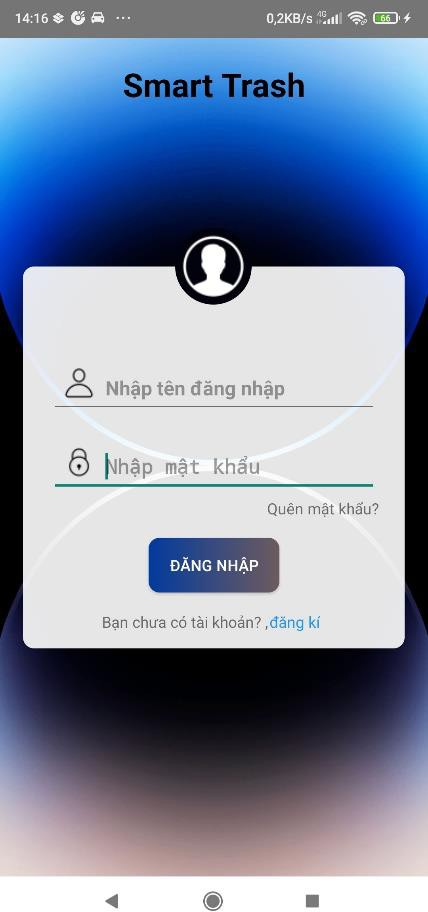 14:16 ... 0,2KB/s 4G 66
Smart Trash
Nhập tên đăng nhập
Nhập mật khẩu
Quên mật khẩu?
ĐĂNG NHẬP
Bạn chưa có tài khoản? ,đăng kí